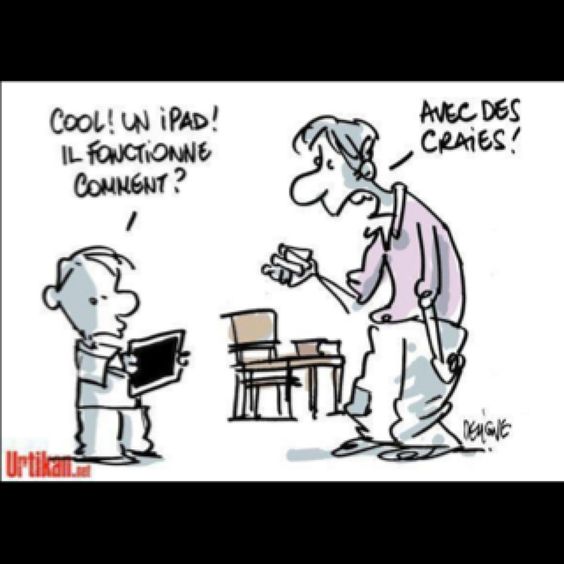 COOL! UN iPAD!
IL FONCTIONNE
COMMENT?
AVEC DES
CRAIES!
DELIGNE
Urtikan.net